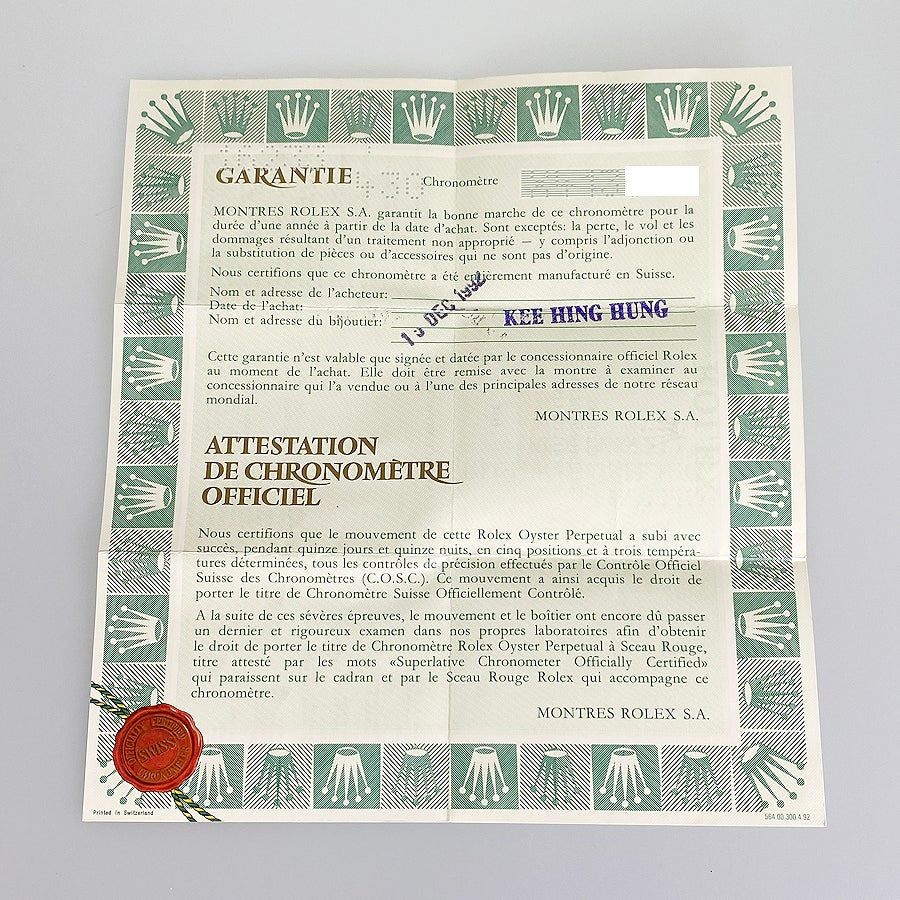 430
GARANTIE
Chronomètre
MONTRES ROLEX S.A. garantit la bonne marche de ce chronomètre pour la
durée d'une année à partir de la date d'achat. Sont exceptés: la perte, le vol et les
dommages résultant d'un traitement non approprié — y compris l'adjonction ou
la substitution de pièces ou d'accessoires qui ne sont pas d'origine.
Nous certifions que ce chronomètre a été entièrement manufacturé en Suisse.
Nom et adresse de l'acheteur:
Date de l'achat:
DEC 1992
Nom et adresse du bijoutier:
KEE HING HUNG
Cette garantie n'est valable que signée et datée par le concessionnaire officiel Rolex
au moment de l'achat. Elle doit être remise avec la montre à examiner au
concessionnaire qui l'a vendue ou à l'une des principales adresses de notre réseau
mondial.
MONTRES ROLEX S.A.
ATTESTATION
DE CHRONOMÈTRE
OFFICIEL
Nous certifions que le mouvement de cette Rolex Oyster Perpetual a subi avec
succès, pendant quinze jours et quinze nuits, en cinq positions et à trois tempéra-
tures déterminées, tous les contrôles de précision effectués par le Contrôle Officiel
Suisse des Chronomètres (C.O.S.C.). Ce mouvement a ainsi acquis le droit de
porter le titre de Chronomètre Suisse Officiellement Contrôlé.
A la suite de ces sévères épreuves, le mouvement et le boîtier ont encore dû passer
un dernier et rigoureux examen dans nos propres laboratoires afin d'obtenir
le droit de porter le titre de Chronomètre Rolex Oyster Perpetual à Sceau Rouge,
titre attesté par les mots «Superlative Chronometer Officially Certified»
qui paraissent sur le cadran et par le Sceau Rouge Rolex qui accompagne ce
chronomètre.
MONTRES ROLEX S.A.
OFFICIALLY CERTIFIED
SWISS
CHRONOMETER
Printed in Switzerland
564.00.300.4.92